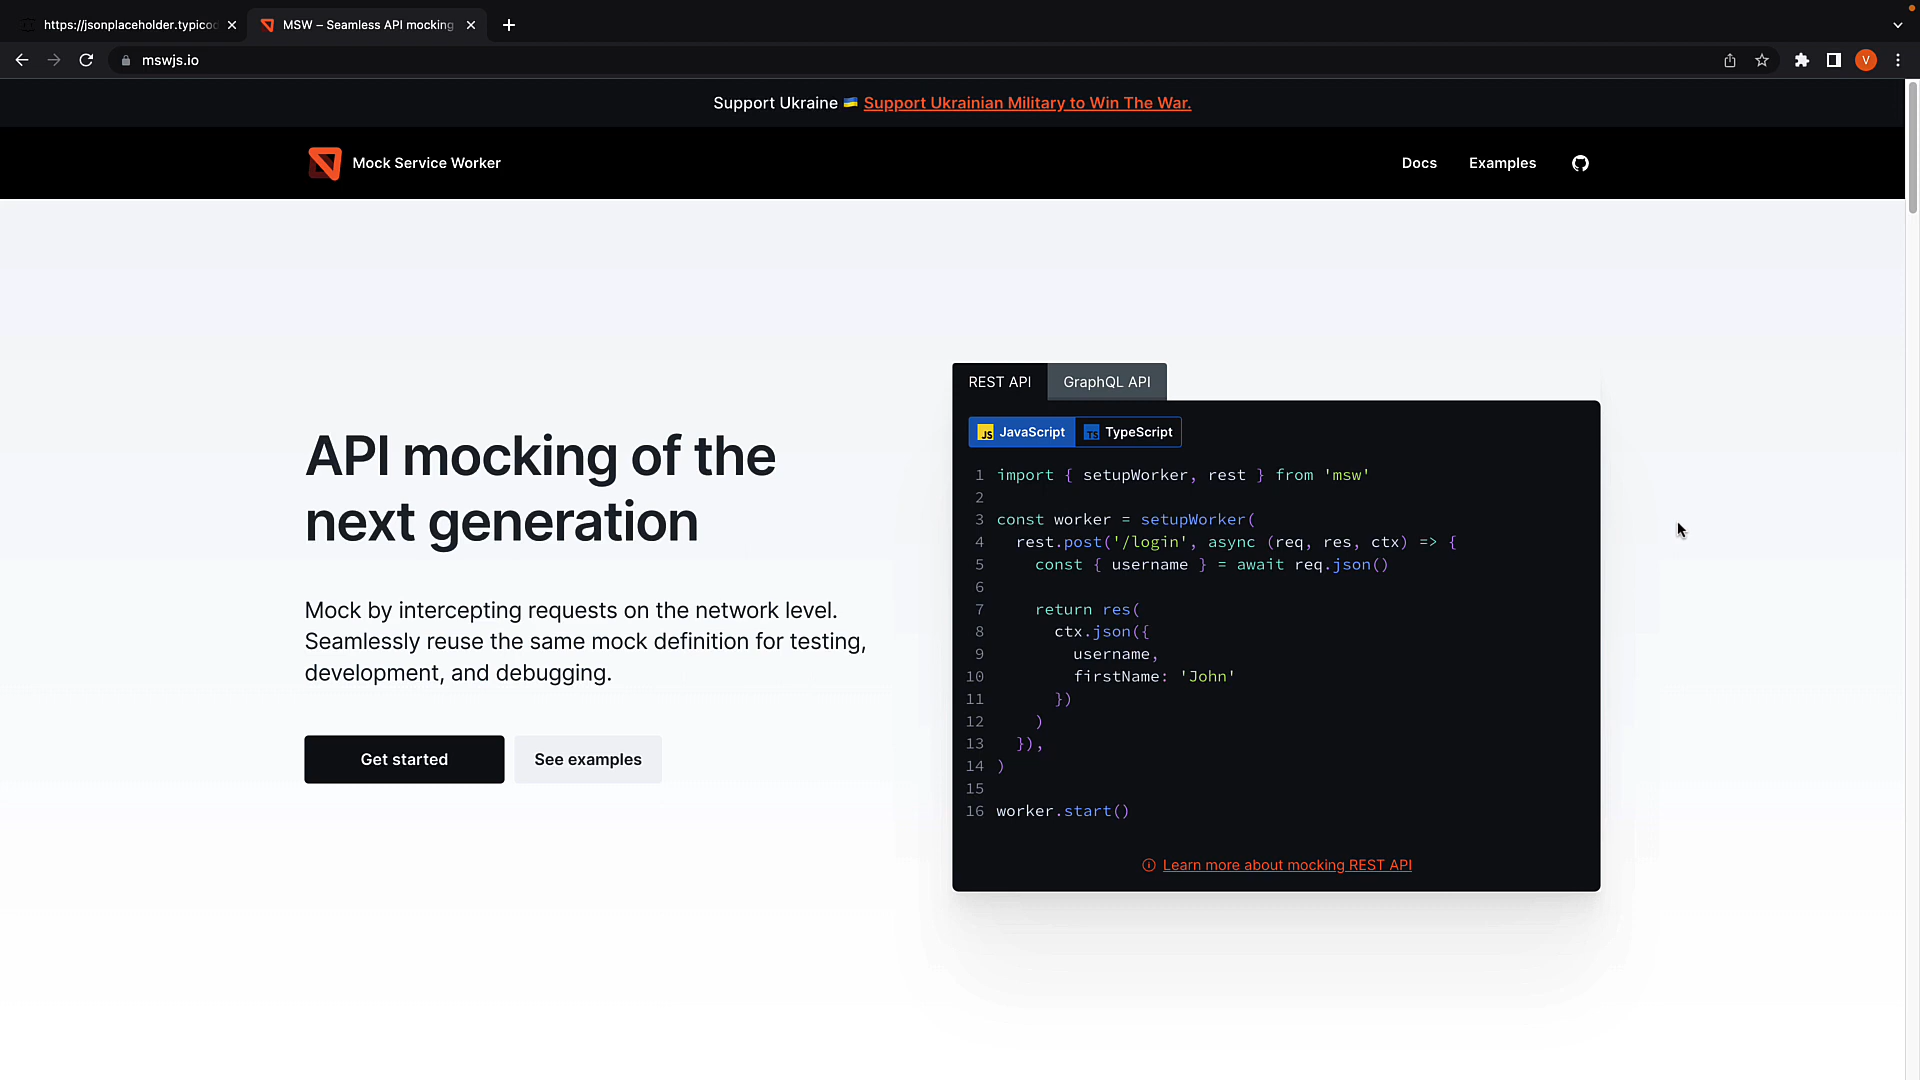 https://jsonplaceholder.typicod
MSW – Seamless API mocking
mswjs.io
V
Support Ukraine 🇺🇦 Support Ukrainian Military to Win The War.
Mock Service Worker
Docs
Examples
API mocking of the
next generation
Mock by intercepting requests on the network level.
Seamlessly reuse the same mock definition for testing,
development, and debugging.
Get started
See examples
REST API
GraphQL API
JS JavaScript
TS TypeScript
1 import { setupWorker, rest } from 'msw'
2
3 const worker = setupWorker(
4 rest.post('/login', async (req, res, ctx) => {
5 const { username } = await req.json()
6
7 return res(
8 ctx.json({
9 username,
10 firstName: 'John'
11 })
12 )
13 }),
14 )
15
16 worker.start()
Learn more about mocking REST API